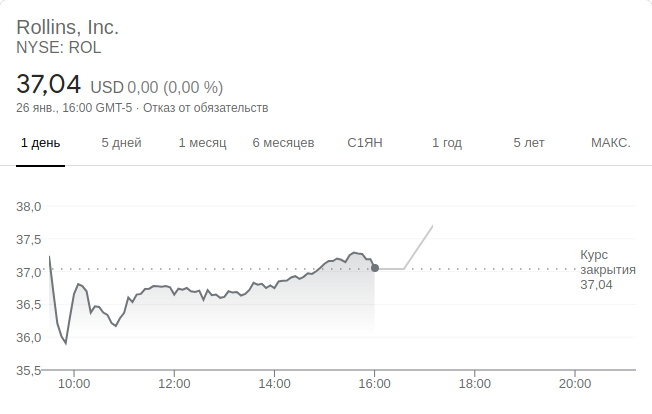 Rollins, Inc.
NYSE: ROL
37,04 USD 0,00 (0,00 %)
26 янв., 16:00 GMT-5 · Отказ от обязательств
1 день 5 дней 1 месяц 6 месяцев С1ЯН 1 год 5 лет МАКС.
38,0
37,5
Курс
закрытия
37,04
37,0
36,5
36,0
35,5
10:00 12:00 14:00 16:00 18:00 20:00